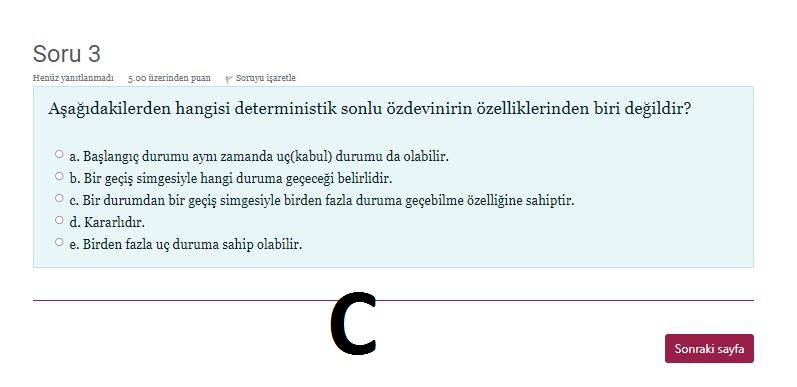 Soru 3
Henüz yanıtlanmadı 5.00 üzerinden puan Soruyu işaretle
Aşağıdakilerden hangisi deterministik sonlu özdevinirin özelliklerinden biri değildir?
a. Başlangıç durumu aynı zamanda uç(kabul) durumu da olabilir.
b. Bir geçiş simgesiyle hangi duruma geçeceği belirlidir.
c. Bir durumdan bir geçiş simgesiyle birden fazla duruma geçebilme özelliğine sahiptir.
d. Kararlıdır.
e. Birden fazla uç duruma sahip olabilir.
C
Sonraki sayfa